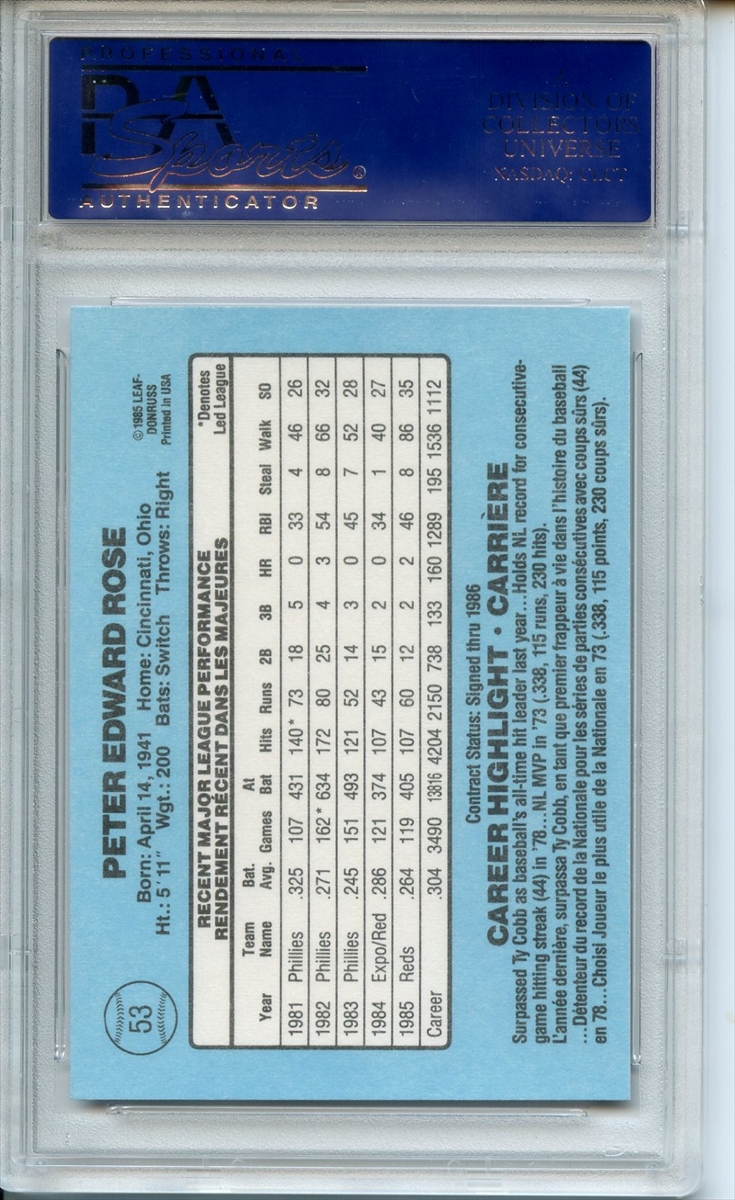 PROFESSIONAL
PSA
Sports®
AUTHENTICATOR
A
DIVISION OF
COLLECTORS
UNIVERSE
NASDAQ: CLCT
53
PETER EDWARD ROSE
Born: April 14, 1941 Home: Cincinnati, Ohio
Ht.: 5' 11" Wgt.: 200 Bats: Switch Throws: Right
©1985 LEAF-
DONRUSS
Printed in USA
RECENT MAJOR LEAGUE PERFORMANCE
RENDEMENT RÉCENT DANS LES MAJEURES
*Denotes
Led League
Team Bat. At
Year Name Avg. Games Bat Hits Runs 2B 3B HR RBI Steal Walk SO
1981 Phillies .325 107 431 140* 73 18 5 0 33 4 46 26
1982 Phillies .271 162* 634 172 80 25 4 3 54 8 66 32
1983 Phillies .245 151 493 121 52 14 3 0 45 7 52 28
1984 Expo/Red .286 121 374 107 43 15 2 0 34 1 40 27
1985 Reds .264 119 405 107 60 12 2 2 46 8 86 35
Career .304 3490 13816 4204 2150 738 133 160 1289 195 1536 1112
Contract Status: Signed thru 1986
CAREER HIGHLIGHT · CARRIÈRE
Surpassed Ty Cobb as baseball's all-time hit leader last year...Holds NL record for consecutive-
game hitting streak (44) in '78...NL MVP in '73 (.338, 115 runs, 230 hits).
L'année dernière, surpassa Ty Cobb, en tant que premier frappeur à vie dans l'histoire du baseball
...Détenteur du record de la Nationale pour les séries de parties consécutives avec coups sûrs (44)
en 78...Choisi Joueur le plus utile de la Nationale en 73 (.338, 115 points, 230 coups sûrs).